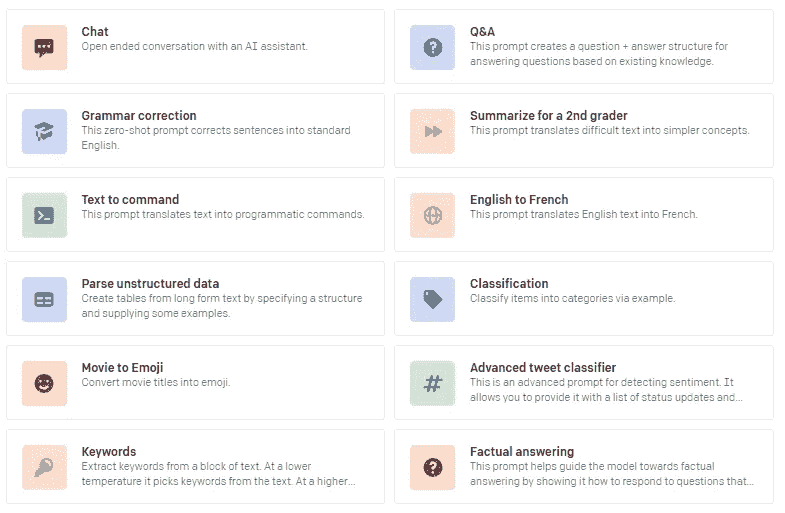 Chat
Open ended conversation with an AI assistant.
Q&A
This prompt creates a question + answer structure for
answering questions based on existing knowledge.
Grammar correction
This zero-shot prompt corrects sentences into standard
English.
Summarize for a 2nd grader
This prompt translates difficult text into simpler concepts.
Text to command
This prompt translates text into programmatic commands.
English to French
This prompt translates English text into French.
Parse unstructured data
Create tables from long form text by specifying a structure
and supplying some examples.
Classification
Classify items into categories via example.
Movie to Emoji
Convert movie titles into emoji.
Advanced tweet classifier
This is an advanced prompt for detecting sentiment. It
allows you to provide it with a list of status updates and...
Keywords
Extract keywords from a block of text. At a lower
temperature it picks keywords from the text. At a higher...
Factual answering
This prompt helps guide the model towards factual
answering by showing it how to respond to questions that...